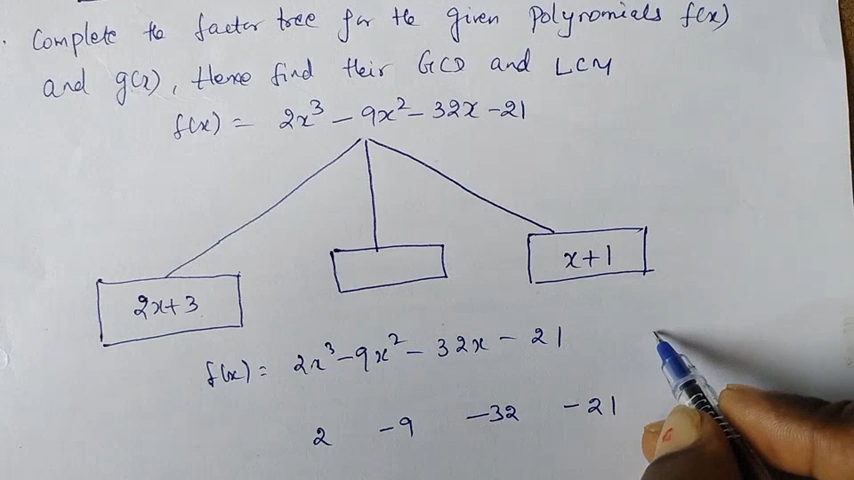 Complete the factor tree for the given polynomials f(x)
and g(x), Hence find their GCD and LCM
f(x) = 2x³ - 9x² - 32x - 21
2x+3
x+1
f(x) = 2x³ - 9x² - 32x - 21
2 -9 -32 -21